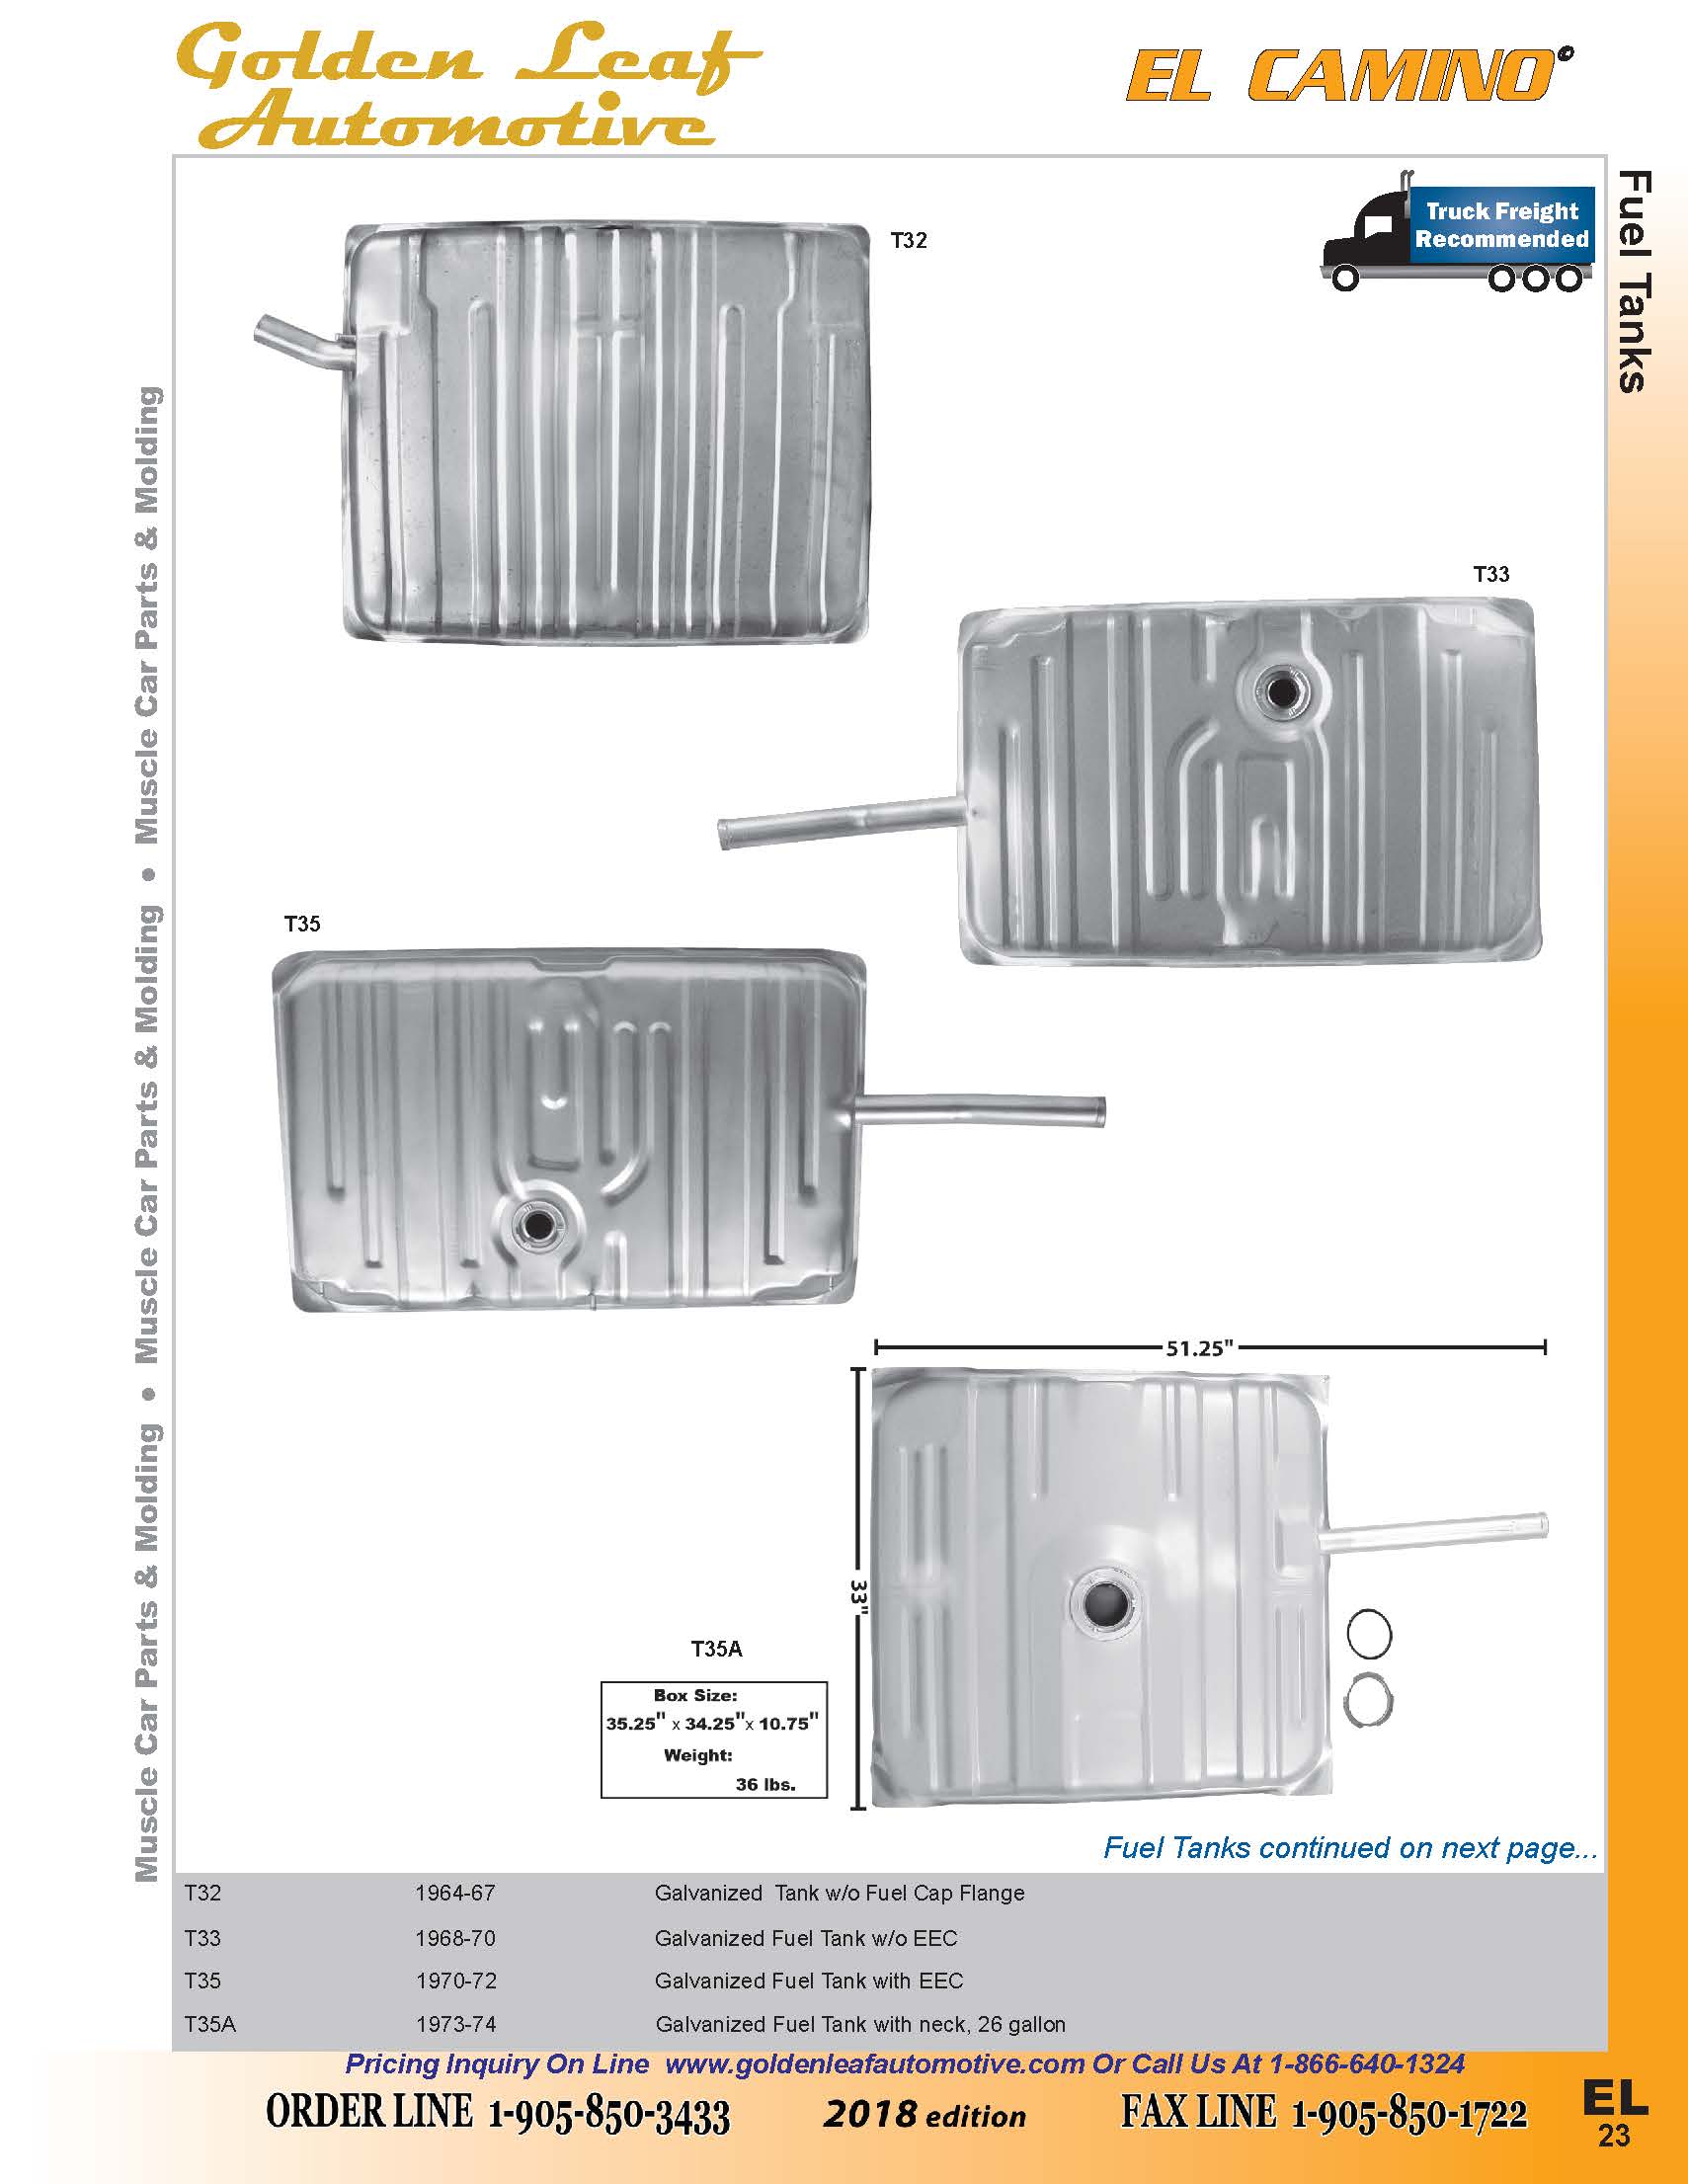 Golden Leaf
Automotive
EL CAMINO
Truck Freight
Recommended
Fuel Tanks
T32
T33
T35
51.25"
33"
T35A
Box Size:
35.25" x 34.25"x 10.75"
Weight:
36 lbs.
Muscle Car Parts & Molding • Muscle Car Parts & Molding • Muscle Car Parts & Molding
Fuel Tanks continued on next page...
T32 1964-67 Galvanized Tank w/o Fuel Cap Flange
T33 1968-70 Galvanized Fuel Tank w/o EEC
T35 1970-72 Galvanized Fuel Tank with EEC
T35A 1973-74 Galvanized Fuel Tank with neck, 26 gallon
Pricing Inquiry On Line www.goldenleafautomotive.com Or Call Us At 1-866-640-1324
ORDER LINE 1-905-850-3433 2018 edition FAX LINE 1-905-850-1722
EL
23